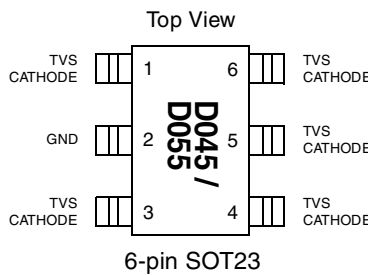 Top View
TVS
CATHODE
1
6
TVS
CATHODE
GND
2
D045 /
D055
5
TVS
CATHODE
TVS
CATHODE
3
4
TVS
CATHODE
6-pin SOT23